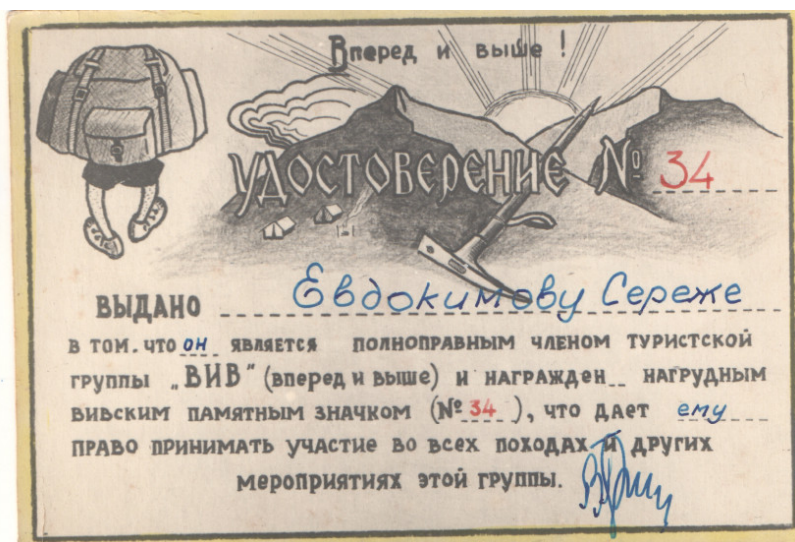 Вперед и выше!
УДОСТОВЕРЕНИЕ № 34
ВЫДАНО Евдокимову Сереже
В ТОМ. ЧТО он ЯВЛЯЕТСЯ ПОЛНОПРАВНЫМ ЧЛЕНОМ ТУРИСТСКОЙ
ГРУППЫ „ВИВ" (вперед и выше) И НАГРАЖДЕН НАГРУДНЫМ
ВИВСКИМ ПАМЯТНЫМ ЗНАЧКОМ (№ 34), ЧТО ДАЕТ ему
ПРАВО ПРИНИМАТЬ УЧАСТИЕ ВО ВСЕХ ПОХОДАХ И ДРУГИХ
МЕРОПРИЯТИЯХ ЭТОЙ ГРУППЫ.